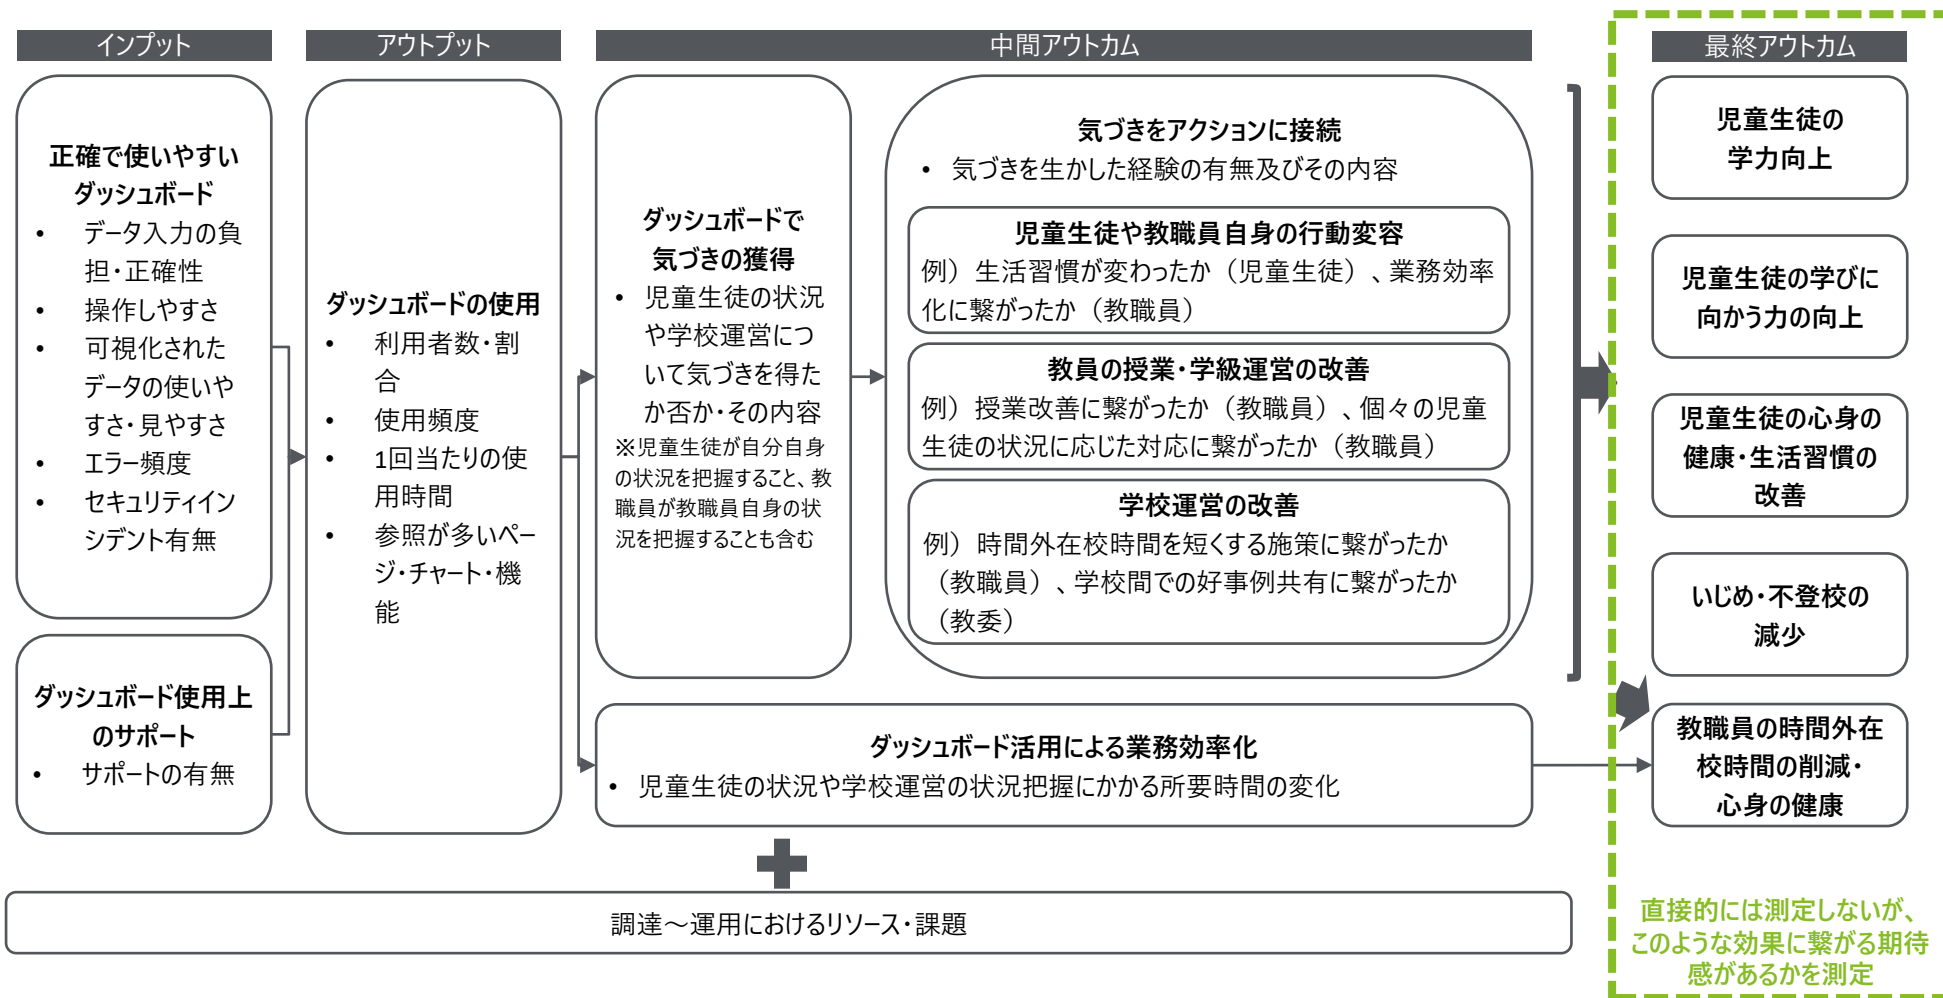 インプット
アウトプット
中間アウトカム
最終アウトカム
正確で使いやすい
ダッシュボード
• データ入力の負
担・正確性
• 操作しやすさ
• 可視化された
データの使いや
すさ・見やすさ
• エラー頻度
• セキュリティイン
シデント有無
ダッシュボード使用上
のサポート
• サポートの有無
ダッシュボードの使用
• 利用者数・割
合
• 使用頻度
• 1回当たりの使
用時間
• 参照が多いペー
ジ・チャート・機
能
ダッシュボードで
気づきの獲得
• 児童生徒の状況
や学校運営につ
いて気づきを得た
か否か・その内容
※児童生徒が自分自身
の状況を把握すること、教
職員が教職員自身の状
況を把握することも含む
気づきをアクションに接続
• 気づきを生かした経験の有無及びその内容
児童生徒や教職員自身の行動変容
例）生活習慣が変わったか（児童生徒）、業務効率
化に繋がったか（教職員）
教員の授業・学級運営の改善
例）授業改善に繋がったか（教職員）、個々の児童
生徒の状況に応じた対応に繋がったか（教職員）
学校運営の改善
例）時間外在校時間を短くする施策に繋がったか
（教職員）、学校間での好事例共有に繋がったか
（教委）
ダッシュボード活用による業務効率化
• 児童生徒の状況や学校運営の状況把握にかかる所要時間の変化
調達～運用におけるリソース・課題
児童生徒の
学力向上
児童生徒の学びに
向かう力の向上
児童生徒の心身の
健康・生活習慣の
改善
いじめ・不登校の
減少
教職員の時間外在
校時間の削減・
心身の健康
直接的には測定しないが、
このような効果に繋がる期待
感があるかを測定